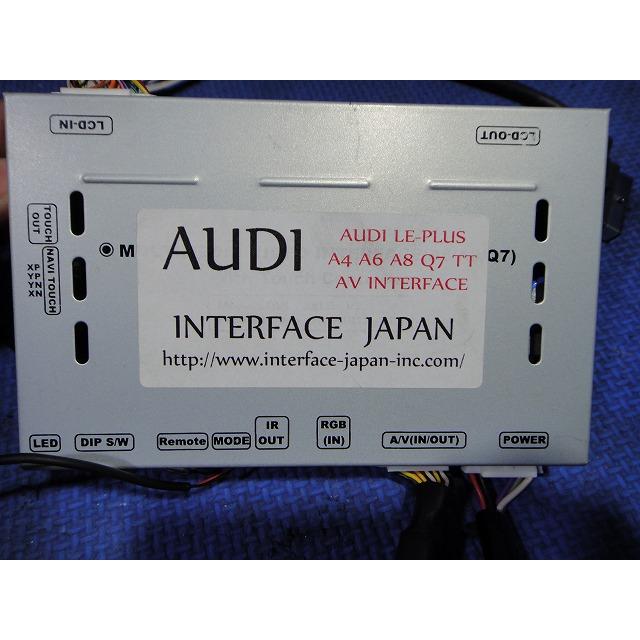 LCD-IN
LCD-OUT
TOUCH OUT
NAVI TOUCH
XP
YP
YN
XN
M
Q7)
AUDI
AUDI LE-PLUS
A4 A6 A8 Q7 TT
AV INTERFACE
INTERFACE JAPAN
http://www.interface-japan-inc.com/
LED
DIP S/W
Remote
MODE
IR
OUT
RGB
(IN)
A/V(IN/OUT)
POWER